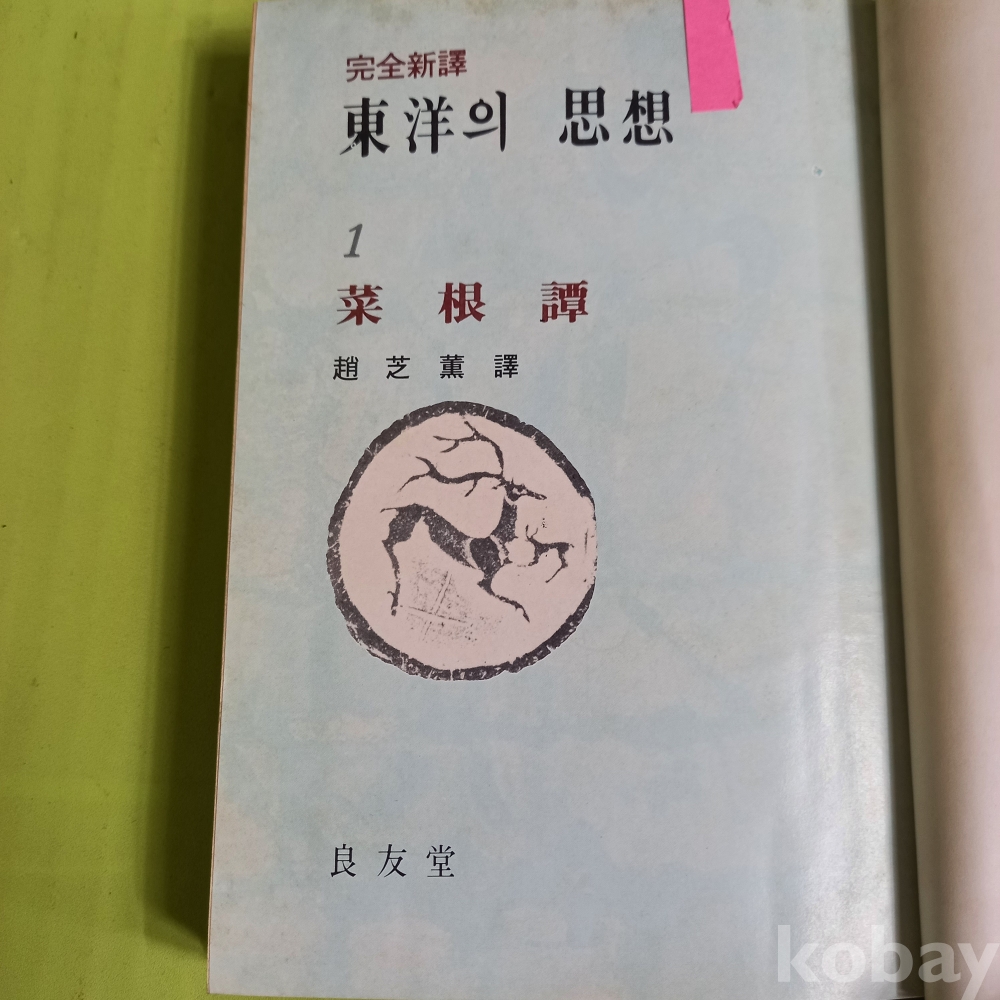 完全新譯
東洋의 思想
1
菜根譚
趙芝薰譯
良友堂
kobay